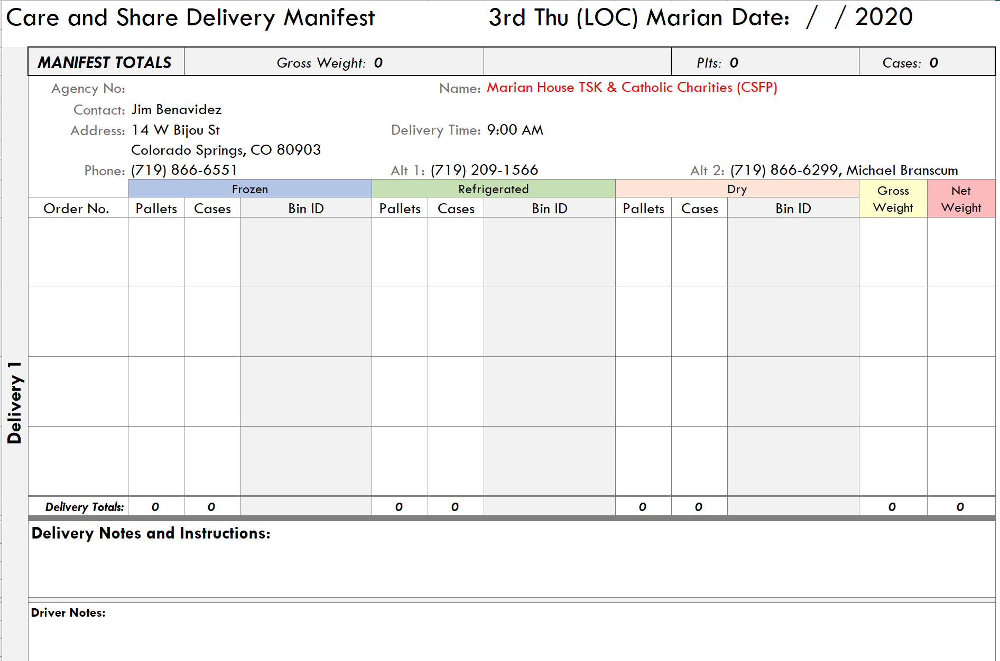 Care and Share Delivery Manifest 3rd Thu (LOC) Marian Date: / / 2020
MANIFEST TOTALS Gross Weight: 0 Plts: 0 Cases: 0
Agency No: Name: Marian House TSK & Catholic Charities (CSFP)
Contact: Jim Benavidez
Address: 14 W Bijou St Delivery Time: 9:00 AM
Colorado Springs, CO 80903
Phone: (719) 866-6551 Alt 1: (719) 209-1566 Alt 2: (719) 866-6299, Michael Branscum
Frozen Refrigerated Dry Gross Weight Net Weight
Order No. Pallets Cases Bin ID Pallets Cases Bin ID Pallets Cases Bin ID
Delivery 1
Delivery Totals: 0 0 0 0 0 0 0 0
Delivery Notes and Instructions:
Driver Notes: